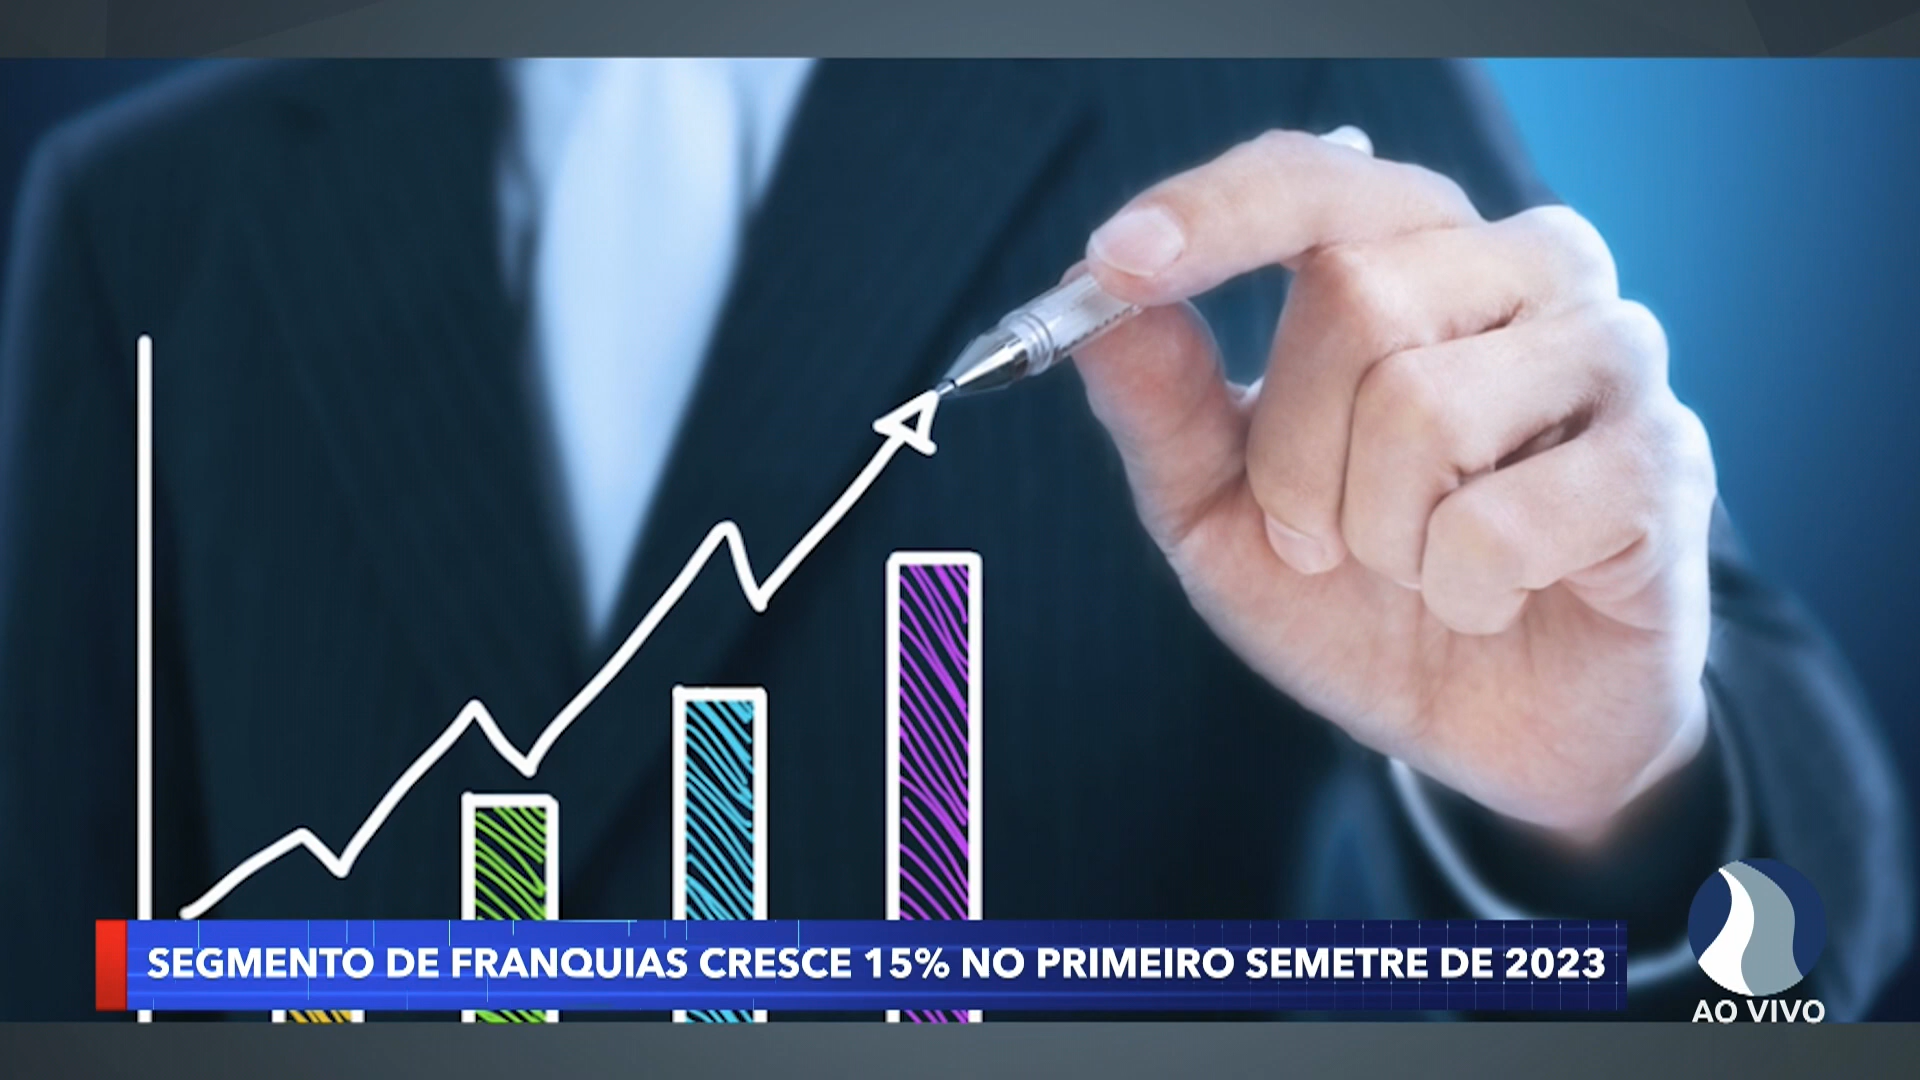 SEGMENTO DE FRANQUIAS CRESCE 15% NO PRIMEIRO SEMETRE DE 2023
AO VIVO